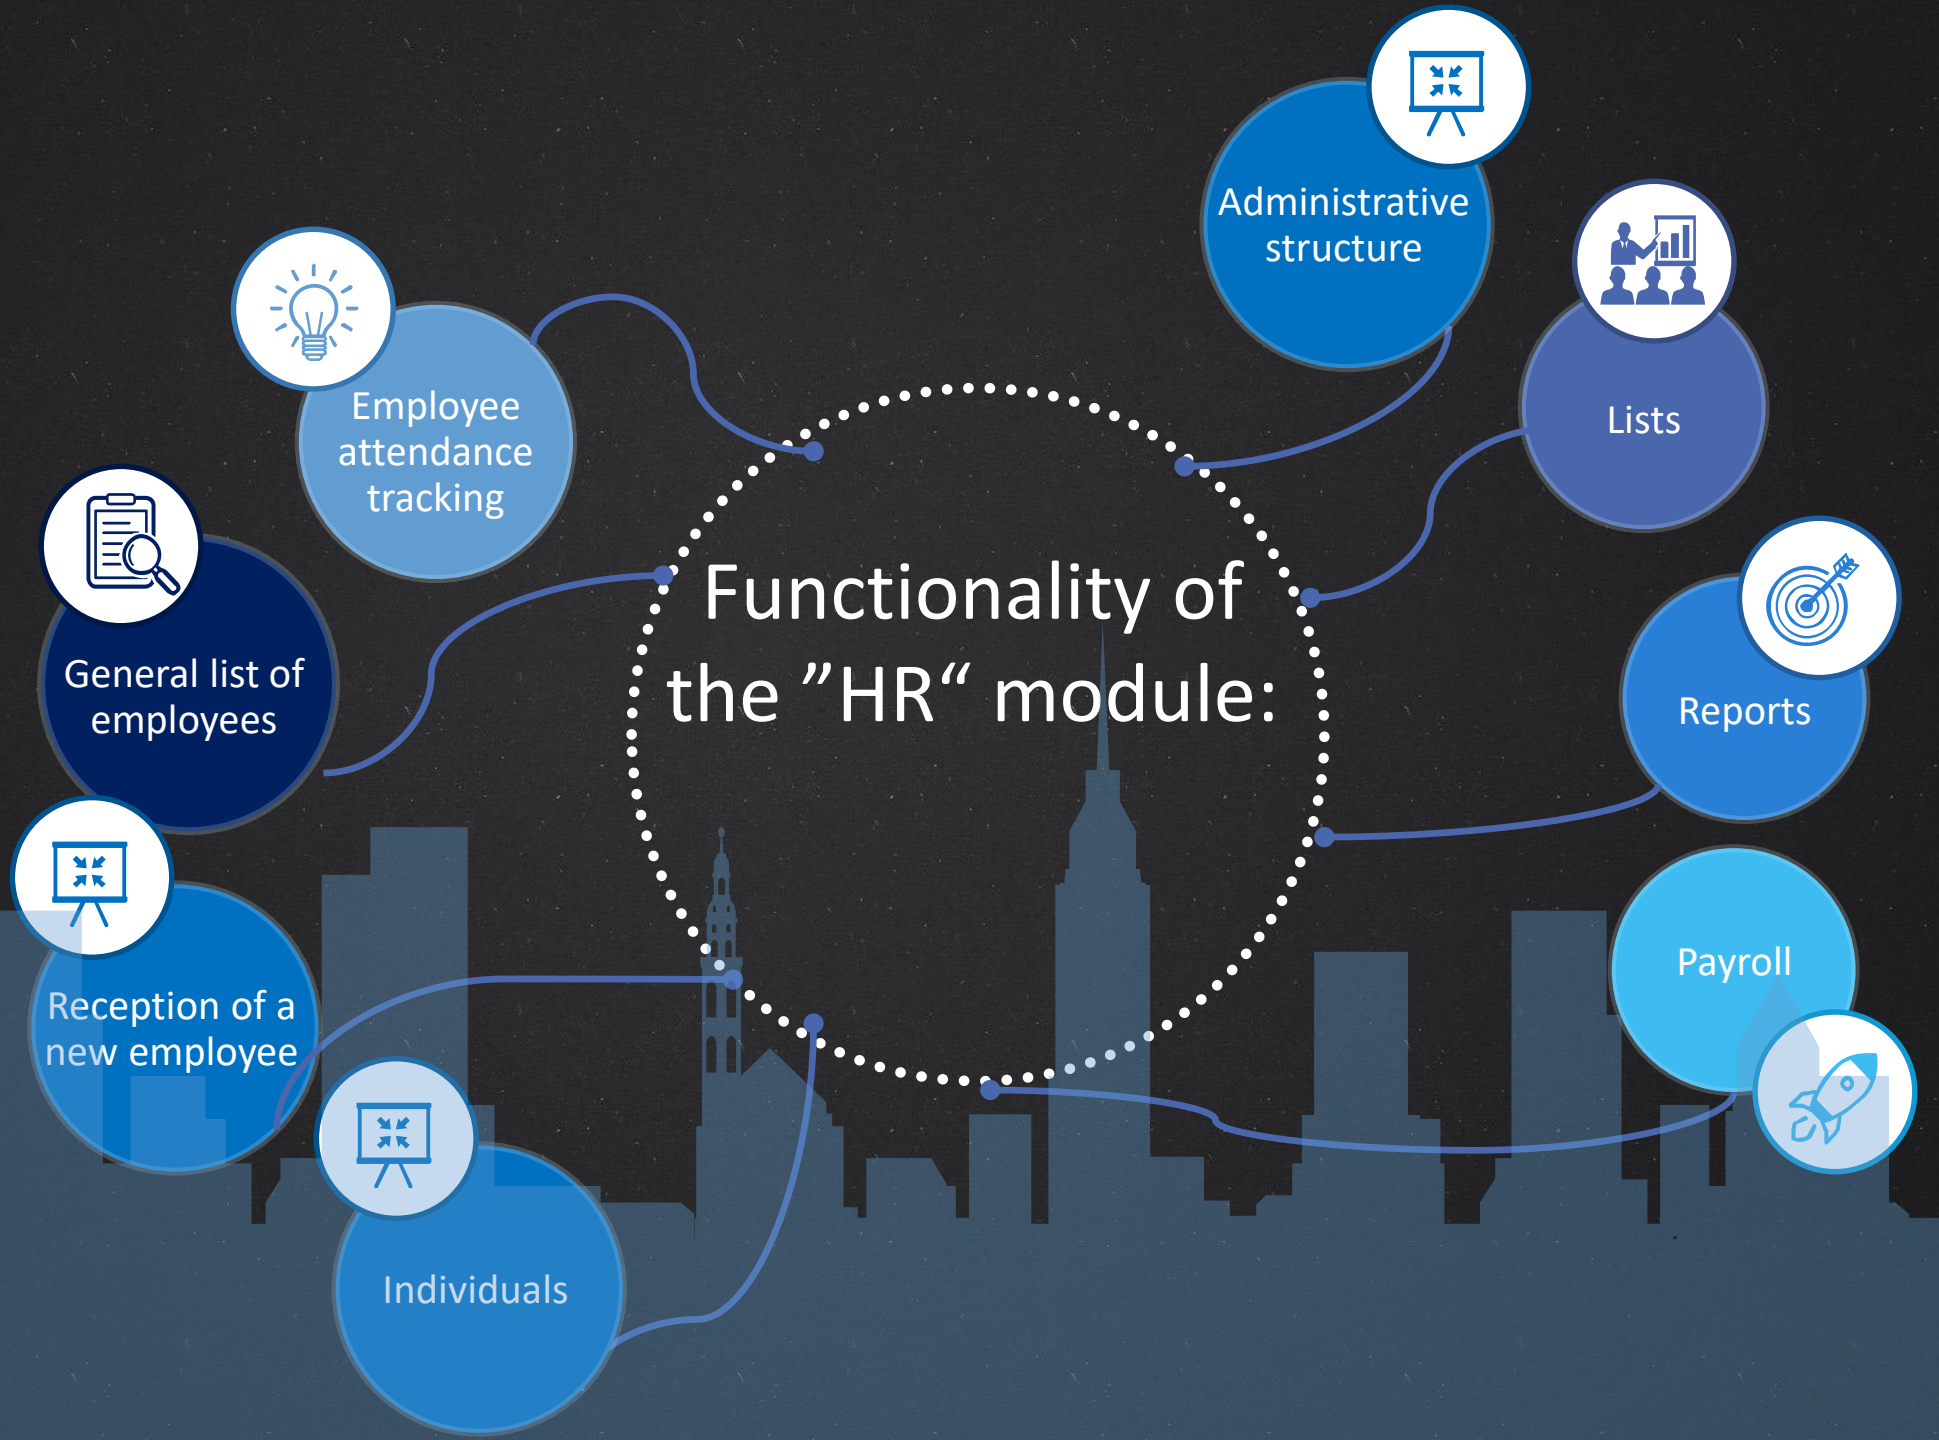 Functionality of
the ”HR“ module:
Administrative
structure
Lists
Reports
Payroll
Employee
attendance
tracking
General list of
employees
Reception of a
new employee
Individuals